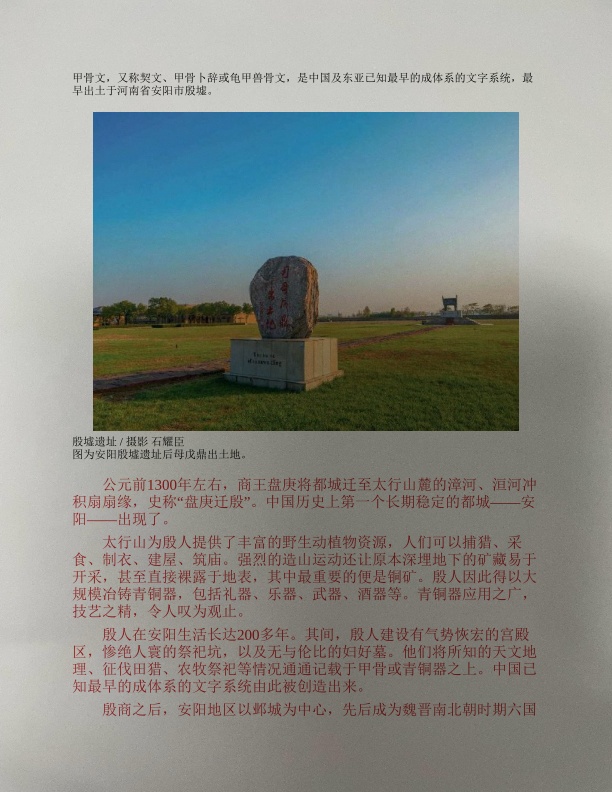 甲骨文，又称契文、甲骨卜辞或龟甲兽骨文，是中国及东亚已知最早的成体系的文字系统，最
早出土于河南省安阳市殷墟。
殷墟遗址 / 摄影 石耀臣
图为安阳殷墟遗址后母戊鼎出土地。
公元前1300年左右，商王盘庚将都城迁至太行山麓的漳河、洹河冲
积扇扇缘，史称“盘庚迁殷”。中国历史上第一个长期稳定的都城——安
阳——出现了。
太行山为殷人提供了丰富的野生动植物资源，人们可以捕猎、采
食、制衣、建屋、筑庙。强烈的造山运动还让原本深埋地下的矿藏易于
开采，甚至直接裸露于地表，其中最重要的便是铜矿。殷人因此得以大
规模冶铸青铜器，包括礼器、乐器、武器、酒器等。青铜器应用之广，
技艺之精，令人叹为观止。
殷人在安阳生活长达200多年。其间，殷人建设有气势恢宏的宫殿
区，惨绝人寰的祭祀坑，以及无与伦比的妇好墓。他们将所知的天文地
理、征伐田猎、农牧祭祀等情况通通记载于甲骨或青铜器之上。中国已
知最早的成体系的文字系统由此被创造出来。
殷商之后，安阳地区以邺城为中心，先后成为魏晋南北朝时期六国